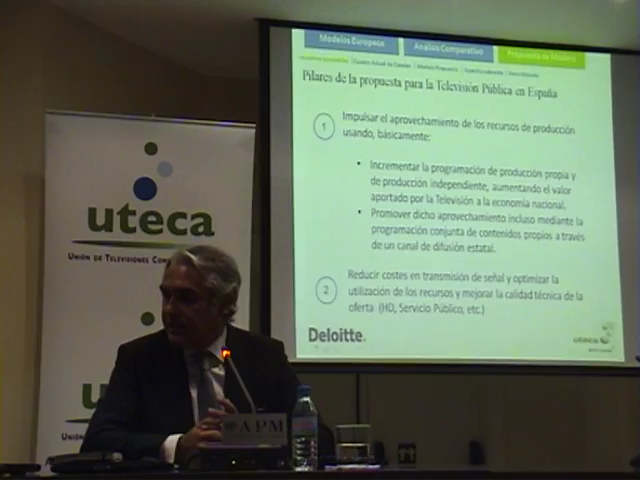 Modelos Europeos
Análisis Comparativo
Propuesta de Modelo
Pilares de la propuesta para la Televisión Pública en España
1 Impulsar el aprovechamiento de los recursos de producción
usando, básicamente:
• Incrementar la programación de producción propia y
de producción independiente, aumentando el valor
aportado por la Televisión a la economía nacional.
• Promover dicho aprovechamiento incluso mediante la
programación conjunta de contenidos propios a través
de un canal de difusión estatal.
2 Reducir costes en transmisión de señal y optimizar la
utilización de los recursos y mejorar la calidad técnica de la
oferta (HD, Servicio Público, etc.)
Deloitte.
uteca
uteca
UNIÓN DE TELEVISIONES COM
u
UNIÓ
APM